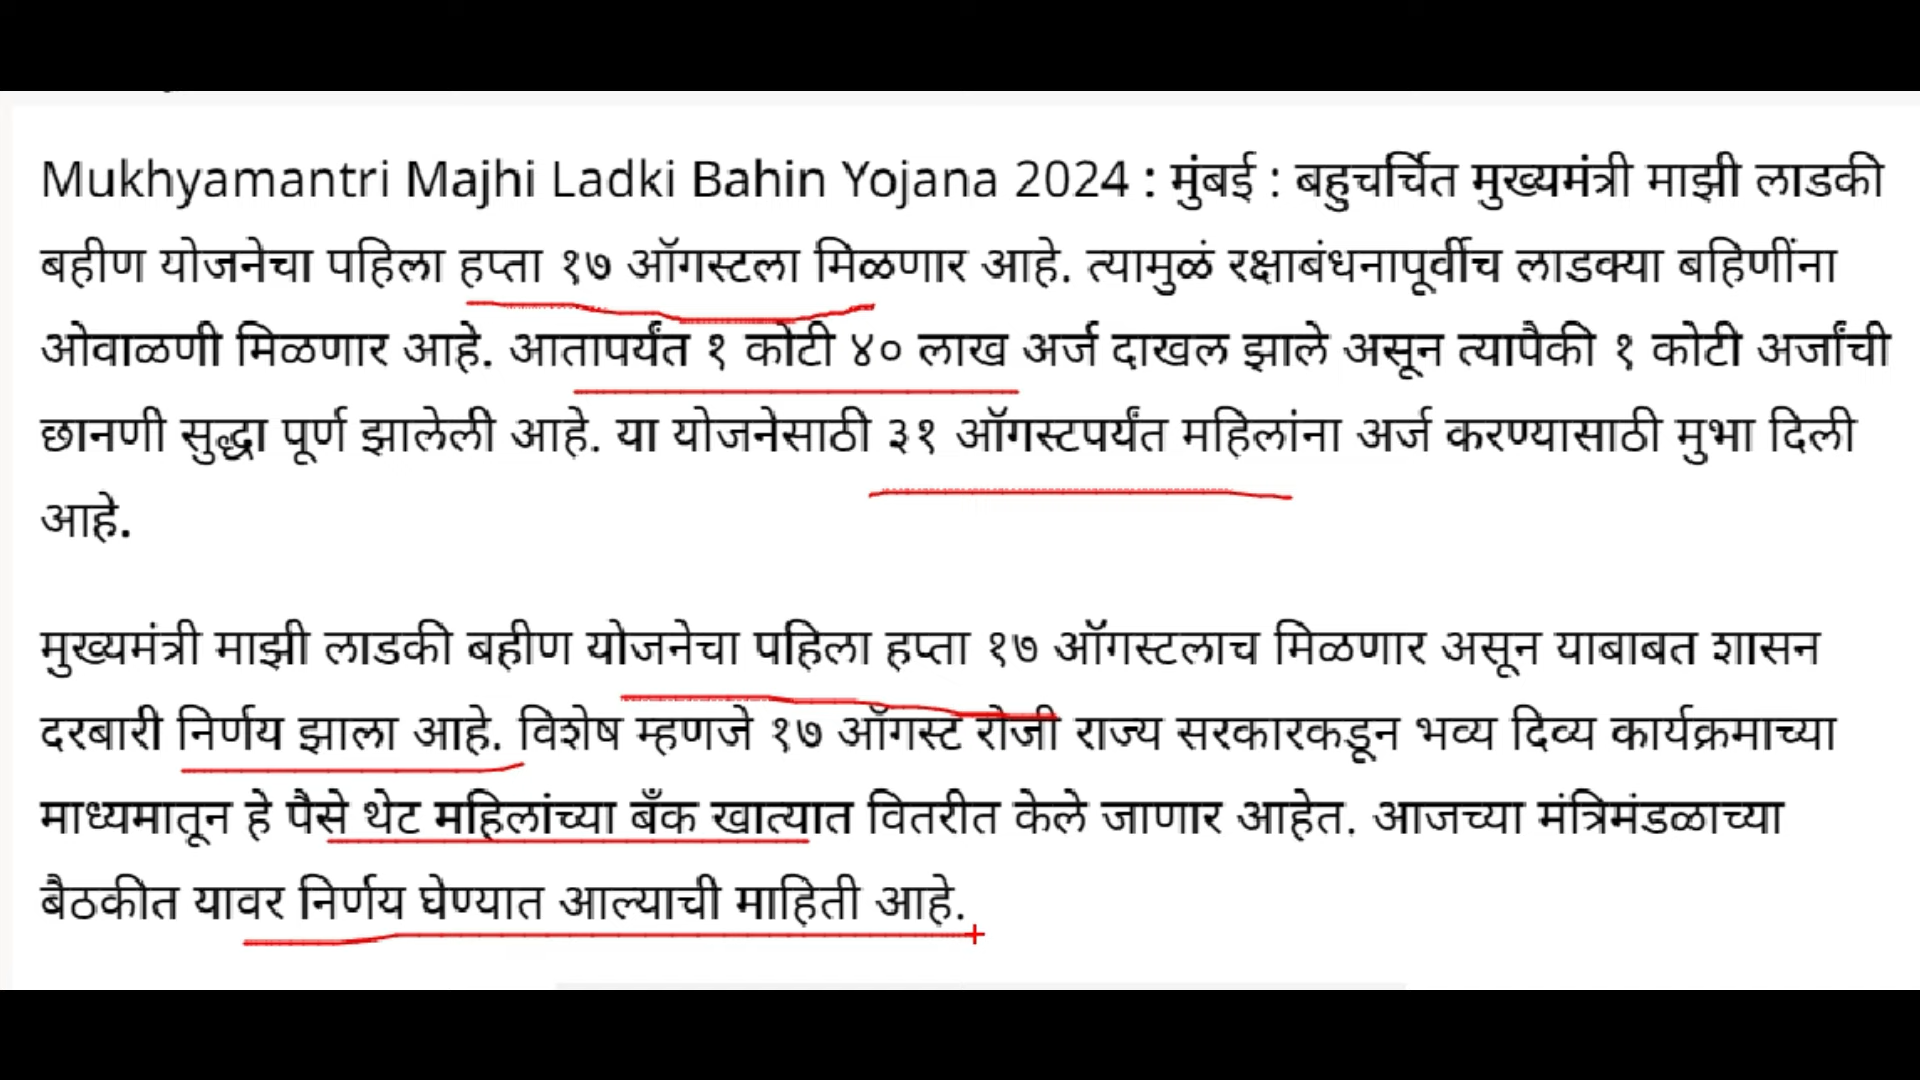 Mukhyamantri Majhi Ladki Bahin Yojana 2024 : मुंबई : बहुचर्चित मुख्यमंत्री माझी लाडकी
बहीण योजनेचा पहिला हप्ता १७ ऑगस्टला मिळणार आहे. त्यामुळं रक्षाबंधनापूर्वीच लाडक्या बहिणींना
ओवाळणी मिळणार आहे. आतापर्यंत १ कोटी ४० लाख अर्ज दाखल झाले असून त्यापैकी १ कोटी अर्जांची
छानणी सुद्धा पूर्ण झालेली आहे. या योजनेसाठी ३१ ऑगस्टपर्यंत महिलांना अर्ज करण्यासाठी मुभा दिली
आहे.
मुख्यमंत्री माझी लाडकी बहीण योजनेचा पहिला हप्ता १७ ऑगस्टलाच मिळणार असून याबाबत शासन
दरबारी निर्णय झाला आहे. विशेष म्हणजे १७ ऑगस्ट रोजी राज्य सरकारकडून भव्य दिव्य कार्यक्रमाच्या
माध्यमातून हे पैसे थेट महिलांच्या बँक खात्यात वितरीत केले जाणार आहेत. आजच्या मंत्रिमंडळाच्या
बैठकीत यावर निर्णय घेण्यात आल्याची माहिती आहे.